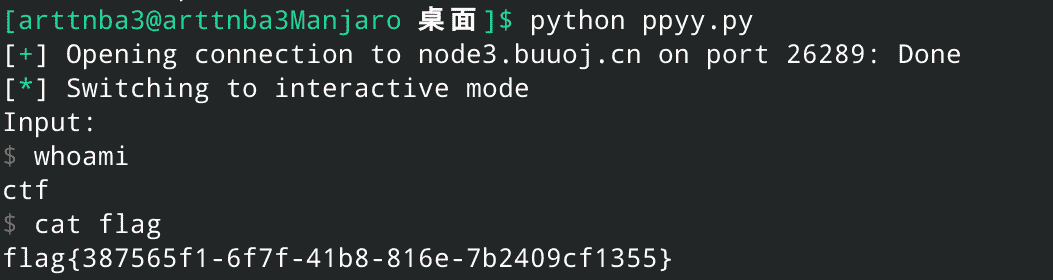 [arttnba3@arttnba3Manjaro 桌面]$ python ppyy.py
[+] Opening connection to node3.buuoj.cn on port 26289: Done
[*] Switching to interactive mode
Input:
$ whoami
ctf
$ cat flag
flag{387565f1-6f7f-41b8-816e-7b2409cf1355}